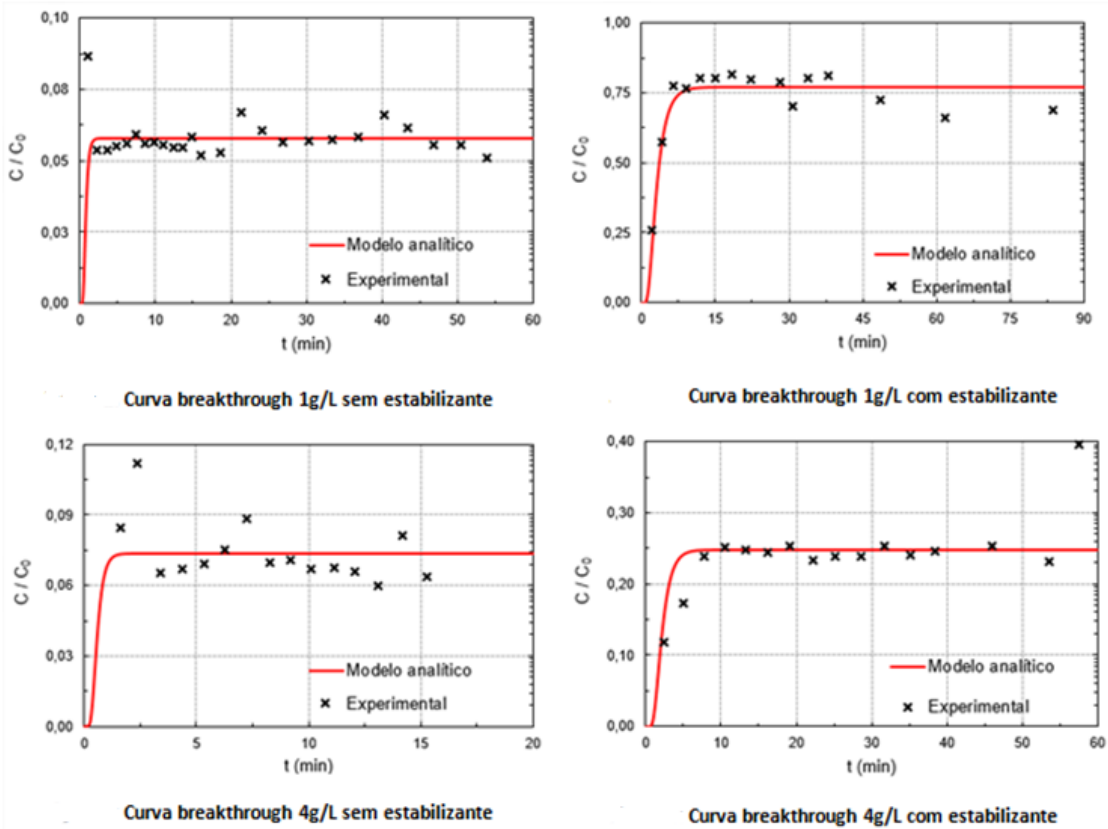 0,10
0,08
0,05
0,03
0,00
C / C₀
Modelo analítico
Experimental
0 10 20 30 40 50 60
t (min)
Curva breakthrough 1g/L sem estabilizante
1,00
0,75
0,50
0,25
0,00
C / C₀
Modelo analítico
Experimental
0 15 30 45 60 75 90
t (min)
Curva breakthrough 1g/L com estabilizante
0,12
0,09
0,06
0,03
0,00
C / C₀
Modelo analítico
Experimental
0 5 10 15 20
t (min)
Curva breakthrough 4g/L sem estabilizante
0,40
0,30
0,20
0,10
0,00
C / C₀
Modelo analítico
Experimental
0 10 20 30 40 50 60
t (min)
Curva breakthrough 4g/L com estabilizante